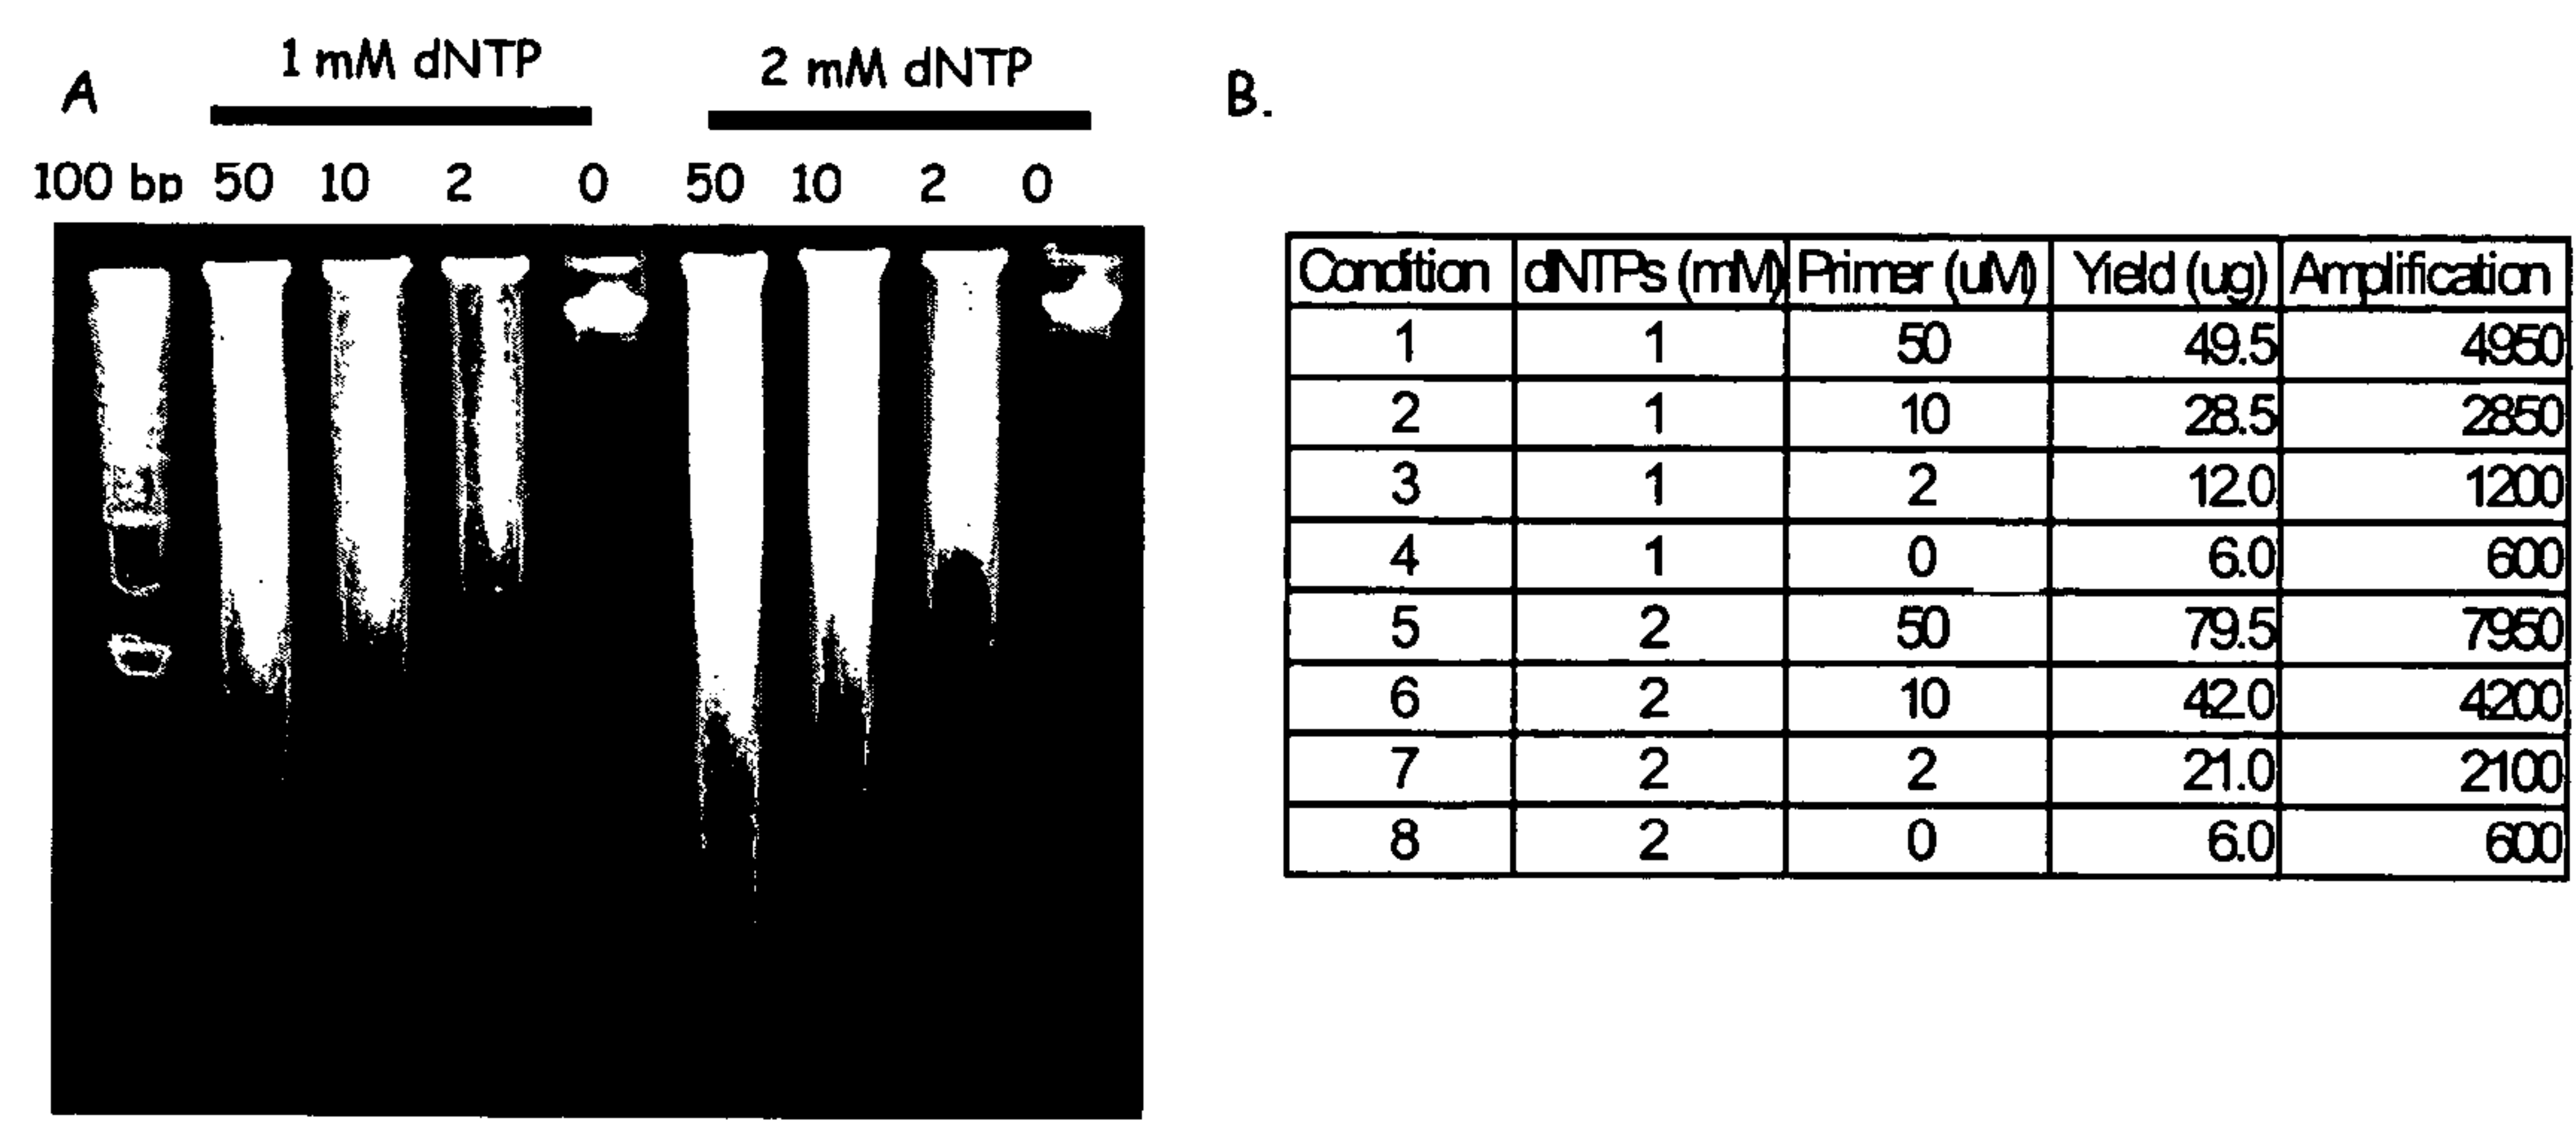 A
1 mM dNTP
2 mM dNTP
100 bp 50 10 2 0 50 10 2 0
B.
Condition dNTPs (mM) Primer (uM) Yield (ug) Amplification
1 1 50 49.5 4950
2 1 10 28.5 2850
3 1 2 12.0 1200
4 1 0 6.0 600
5 2 50 79.5 7950
6 2 10 42.0 4200
7 2 2 21.0 2100
8 2 0 6.0 600